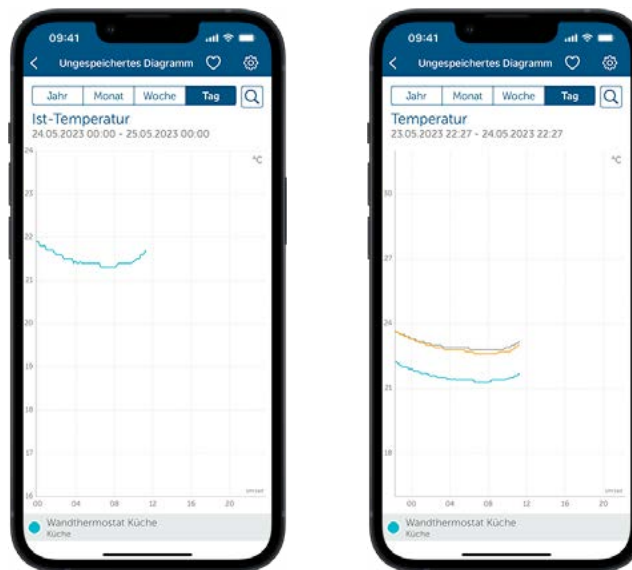 09:41
Ungespeichertes Diagramm
Jahr Monat Woche Tag
Ist-Temperatur
24.05.2023 00:00 - 25.05.2023 00:00
°C
24
23
22
21
20
19
18
17
16
00 04 08 12 16 20
Wandthermostat Küche
Küche
09:41
Ungespeichertes Diagramm
Jahr Monat Woche Tag
Temperatur
23.05.2023 22:27 - 24.05.2023 22:27
°C
30
27
24
21
18
00 04 08 12 16 20
Wandthermostat Küche
Küche